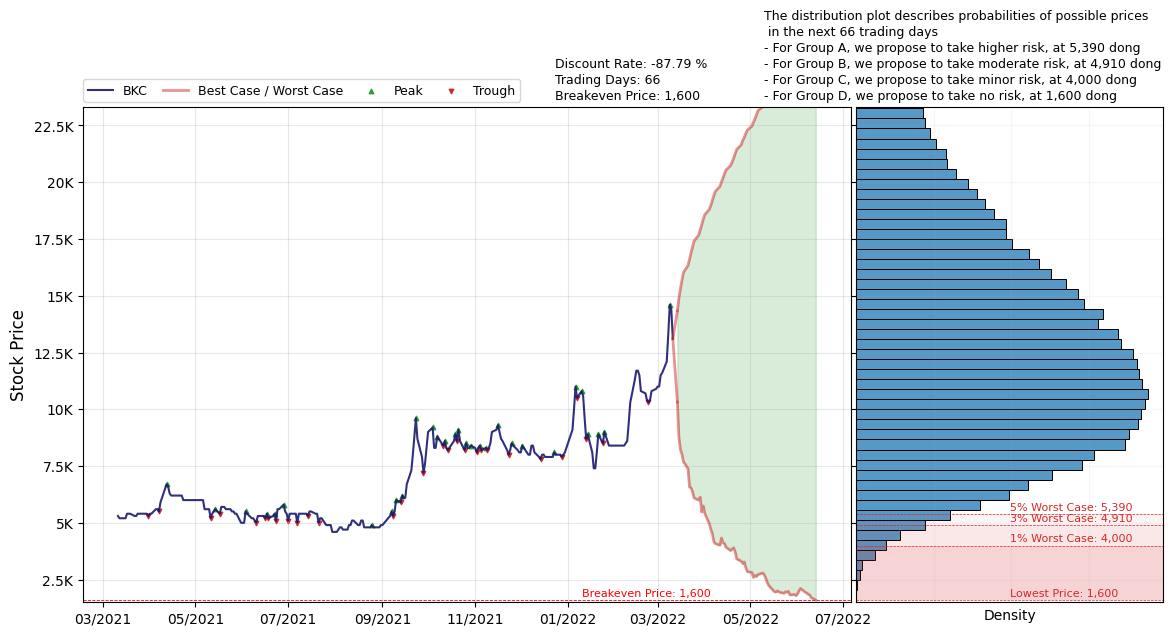 The distribution plot describes probabilities of possible prices
in the next 66 trading days
- For Group A, we propose to take higher risk, at 5,390 dong
- For Group B, we propose to take moderate risk, at 4,910 dong
- For Group C, we propose to take minor risk, at 4,000 dong
- For Group D, we propose to take no risk, at 1,600 dong
Discount Rate: -87.79 %
Trading Days: 66
Breakeven Price: 1,600
BKC
Best Case / Worst Case
Peak
Trough
Stock Price
22.5K
20K
17.5K
15K
12.5K
10K
7.5K
5K
2.5K
Breakeven Price: 1,600
03/2021
05/2021
07/2021
09/2021
11/2021
01/2022
03/2022
05/2022
07/2022
5% Worst Case: 5,390
3% Worst Case: 4,910
1% Worst Case: 4,000
Lowest Price: 1,600
Density